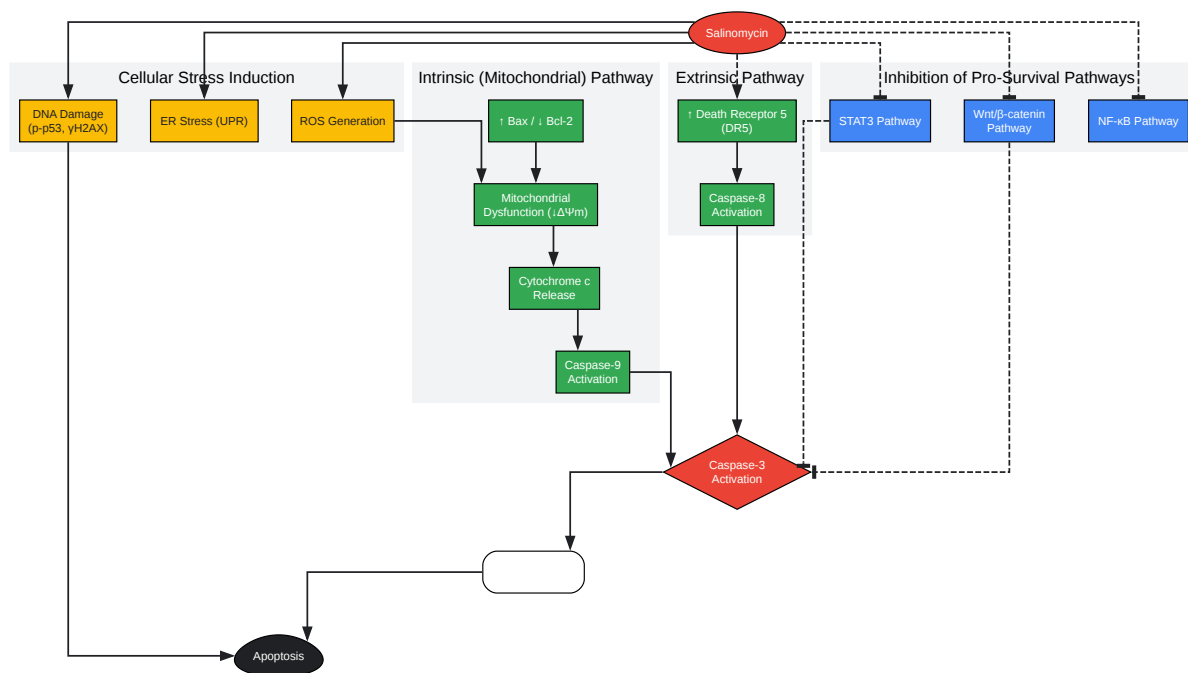 Salinomycin
Cellular Stress Induction
Intrinsic (Mitochondrial) Pathway
Extrinsic Pathway
Inhibition of Pro-Survival Pathways
DNA Damage
(p-p53, γH2AX)
ER Stress (UPR)
ROS Generation
↑ Bax / ↓ Bcl-2
↑ Death Receptor 5
(DR5)
STAT3 Pathway
Wnt/β-catenin
Pathway
NF-κB Pathway
Mitochondrial
Dysfunction (↓ΔΨm)
Caspase-8
Activation
Cytochrome c
Release
Caspase-9
Activation
Caspase-3
Activation
Apoptosis